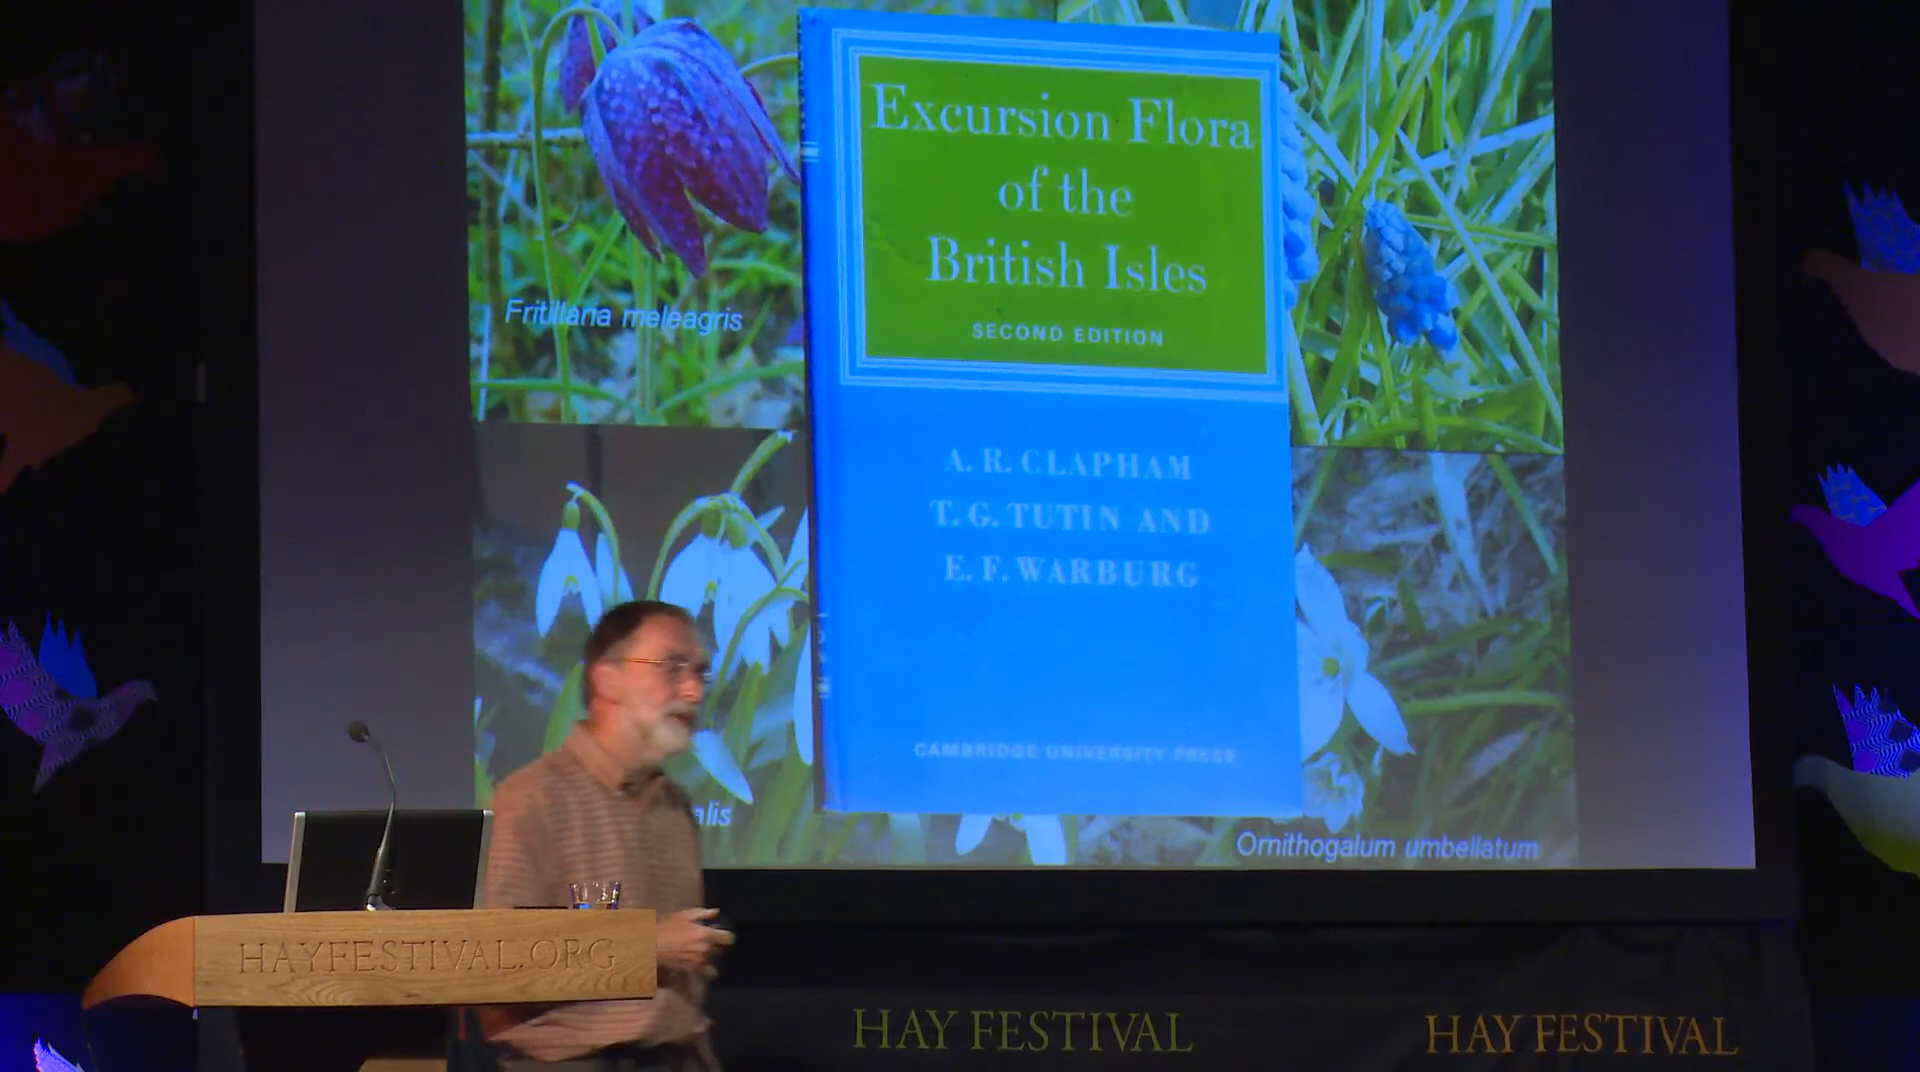 Excursion Flora
of the
British Isles
SECOND EDITION
A. R. CLAPHAM
T. G. TUTIN AND
E. F. WARBURG
CAMBRIDGE UNIVERSITY PRESS
Fritillaria meleagris
alis
Ornithogalum umbellatum
HAYFESTIVAL.ORG
HAY FESTIVAL
HAY FESTIVAL